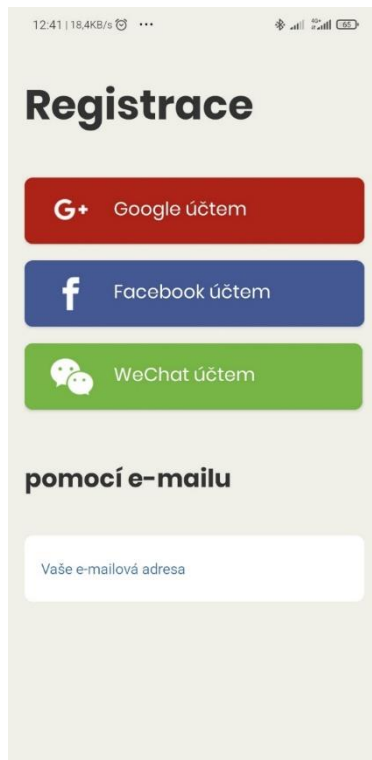 12:41 | 18,4KB/s
Registrace
G+ Google účtem
f Facebook účtem
WeChat účtem
pomocí e-mailu
Vaše e-mailová adresa